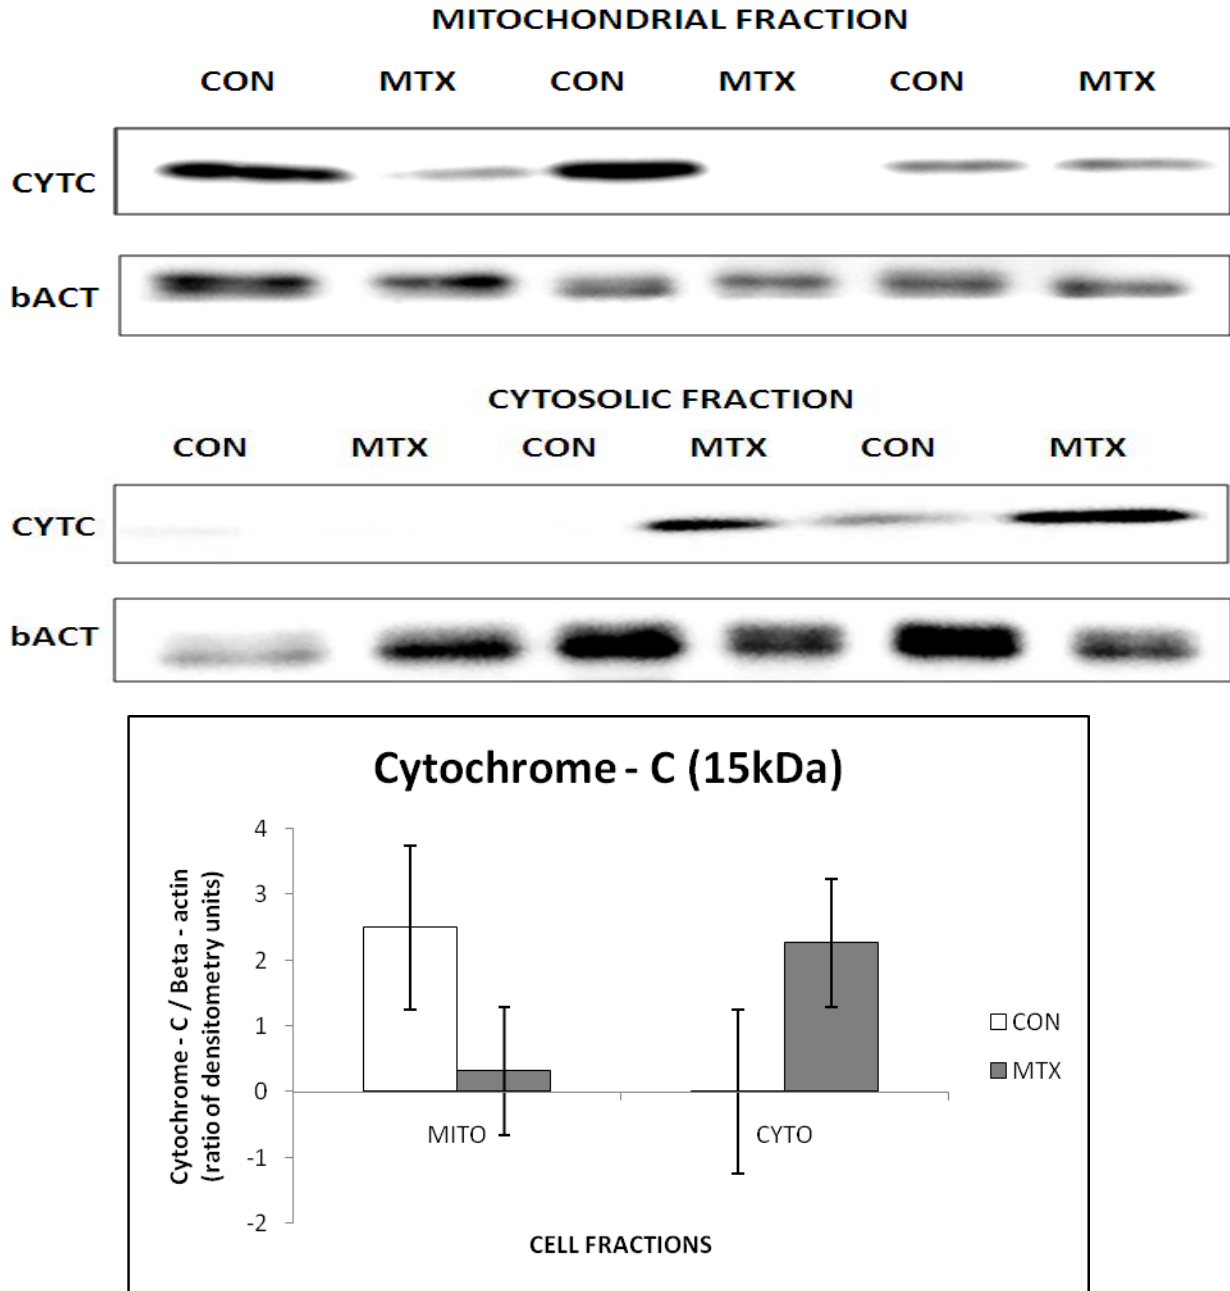 MITOCHONDRIAL FRACTION
CON MTX CON MTX CON MTX
CYTC
bACT
CYTOSOLIC FRACTION
CON MTX CON MTX CON MTX
CYTC
bACT
Cytochrome - C (15kDa)
Cytochrome - C / Beta - actin
(ratio of densitometry units)
4
3
2
1
0
-1
-2
MITO CYTO
CELL FRACTIONS
CON
MTX